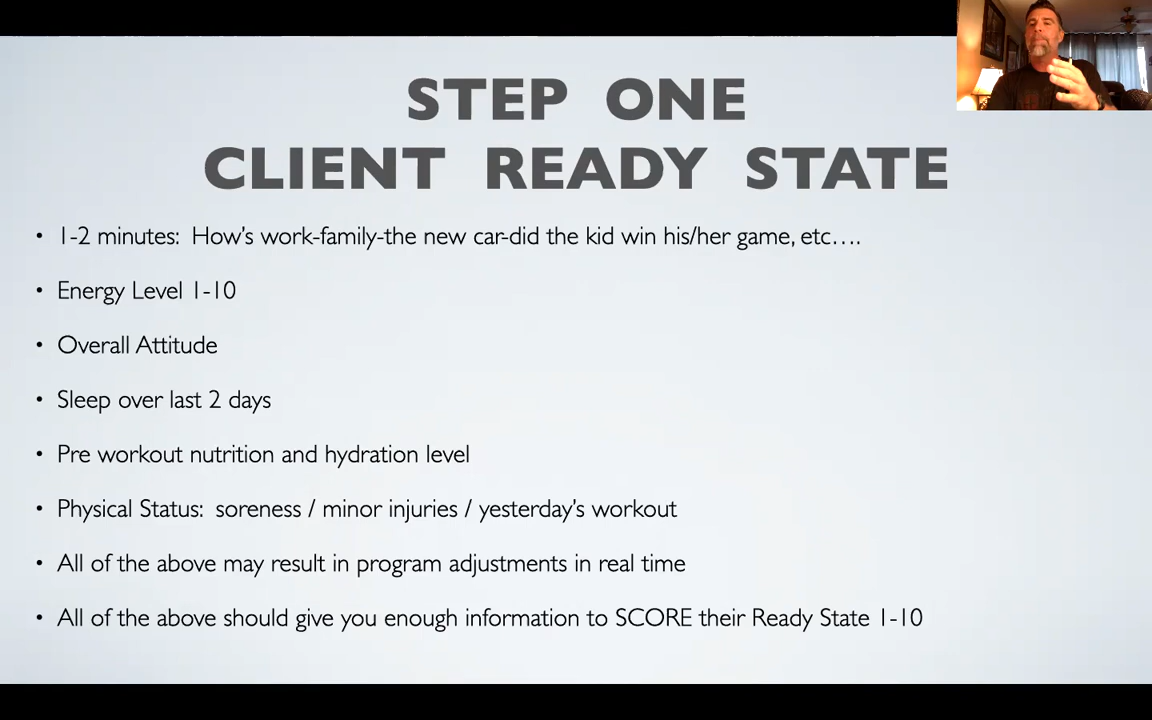 STEP ONE
CLIENT READY STATE
• 1-2 minutes: How's work-family-the new car-did the kid win his/her game, etc….
• Energy Level 1-10
• Overall Attitude
• Sleep over last 2 days
• Pre workout nutrition and hydration level
• Physical Status: soreness / minor injuries / yesterday's workout
• All of the above may result in program adjustments in real time
• All of the above should give you enough information to SCORE their Ready State 1-10